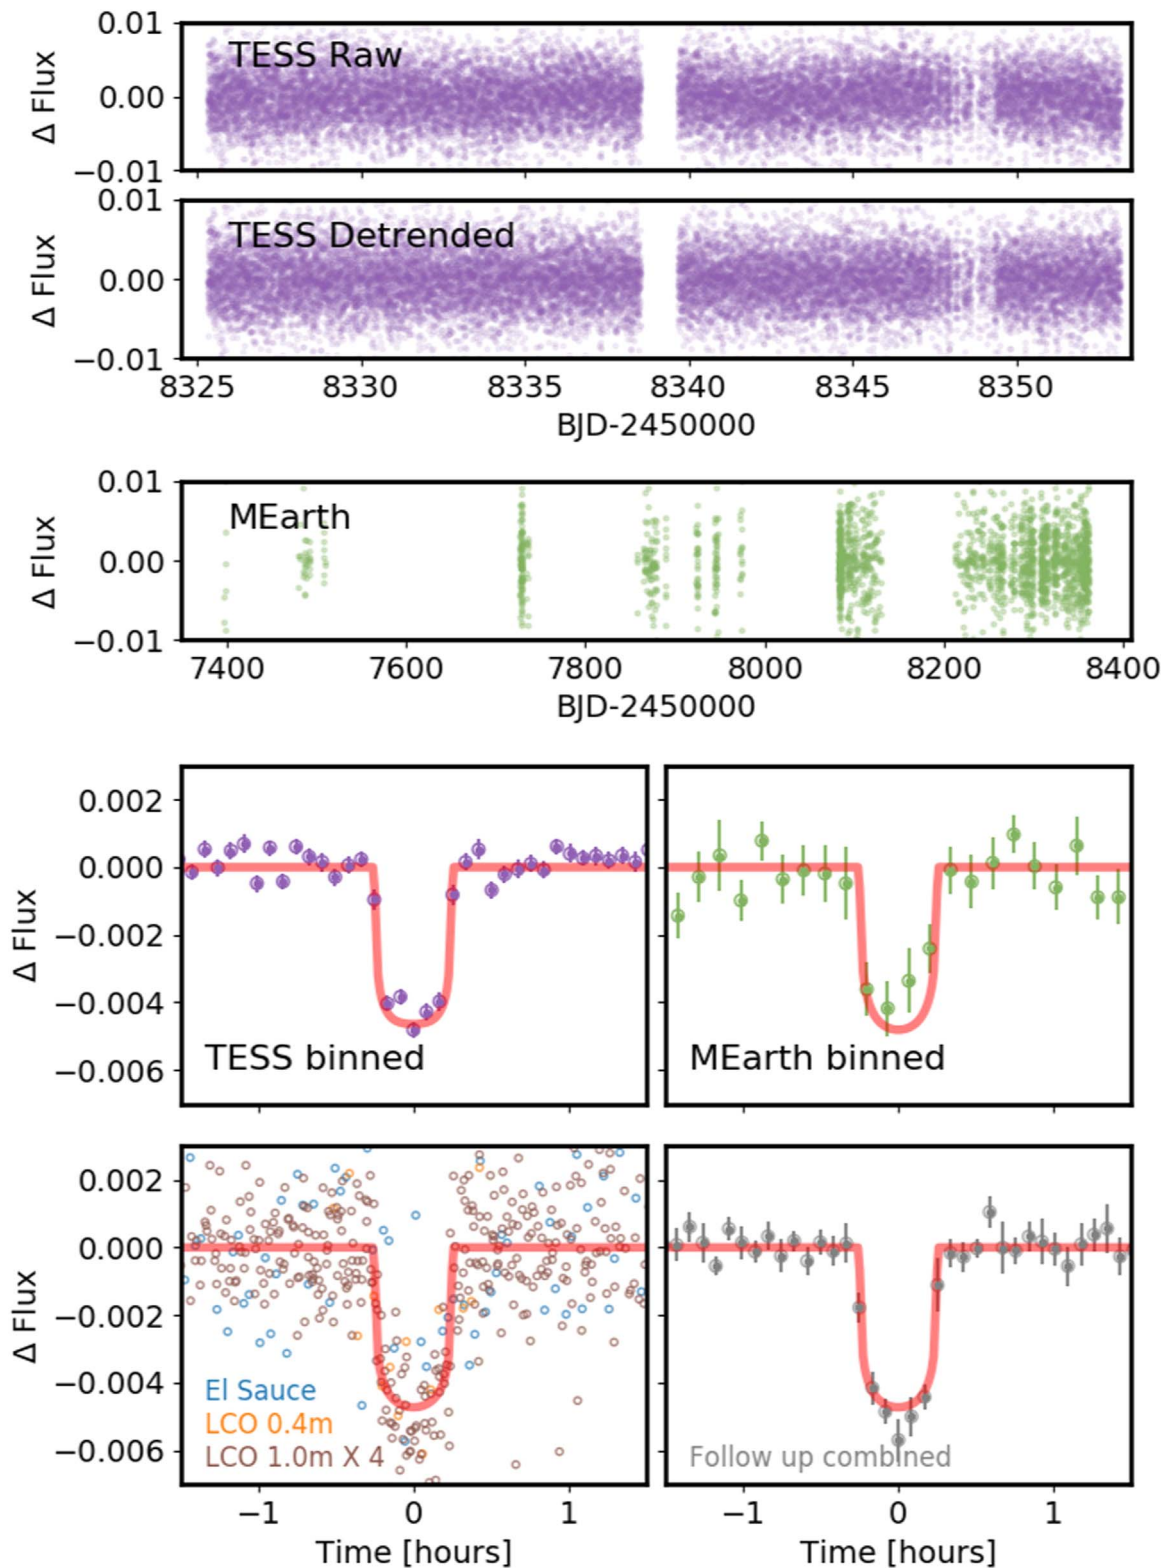 0.01
TESS Raw
Δ Flux
0.00
−0.01
0.01
TESS Detrended
Δ Flux
0.00
−0.01
8325 8330 8335 8340 8345 8350
BJD-2450000
0.01
MEarth
Δ Flux
0.00
−0.01
7400 7600 7800 8000 8200 8400
BJD-2450000
0.002
0.000
−0.002
Δ Flux
−0.004
TESS binned
MEarth binned
−0.006
0.002
0.000
−0.002
Δ Flux
−0.004
El Sauce
LCO 0.4m
−0.006
LCO 1.0m X 4
Follow up combined
−1 0 1
−1 0 1
Time [hours]
Time [hours]